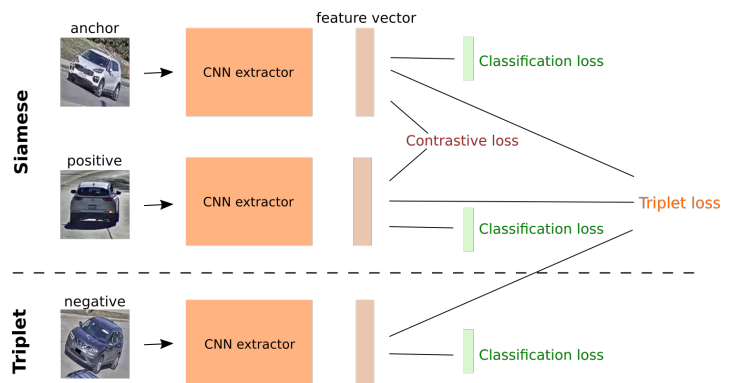 feature vector
anchor
CNN extractor
Classification loss
Siamese
Contrastive loss
positive
CNN extractor
Triplet loss
Classification loss
negative
Triplet
CNN extractor
Classification loss